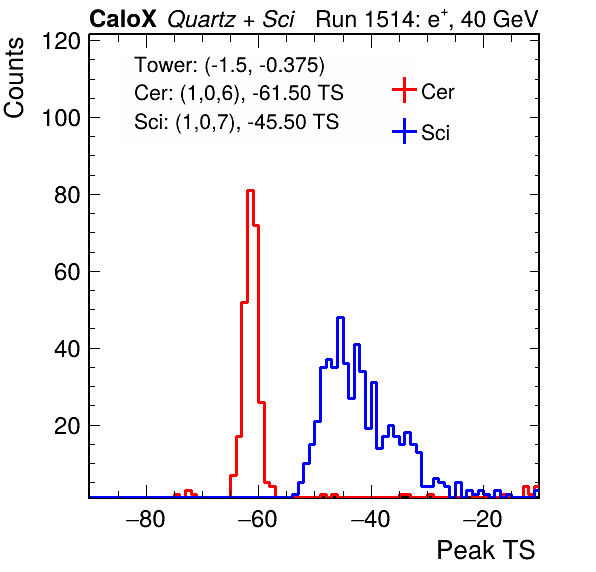 CaloX Quartz + Sci Run 1514: e⁺, 40 GeV
Counts
120
100
80
60
40
20
Tower: (-1.5, -0.375)
Cer: (1,0,6), -61.50 TS
Sci: (1,0,7), -45.50 TS
Cer
Sci
−80 −60 −40 −20
Peak TS